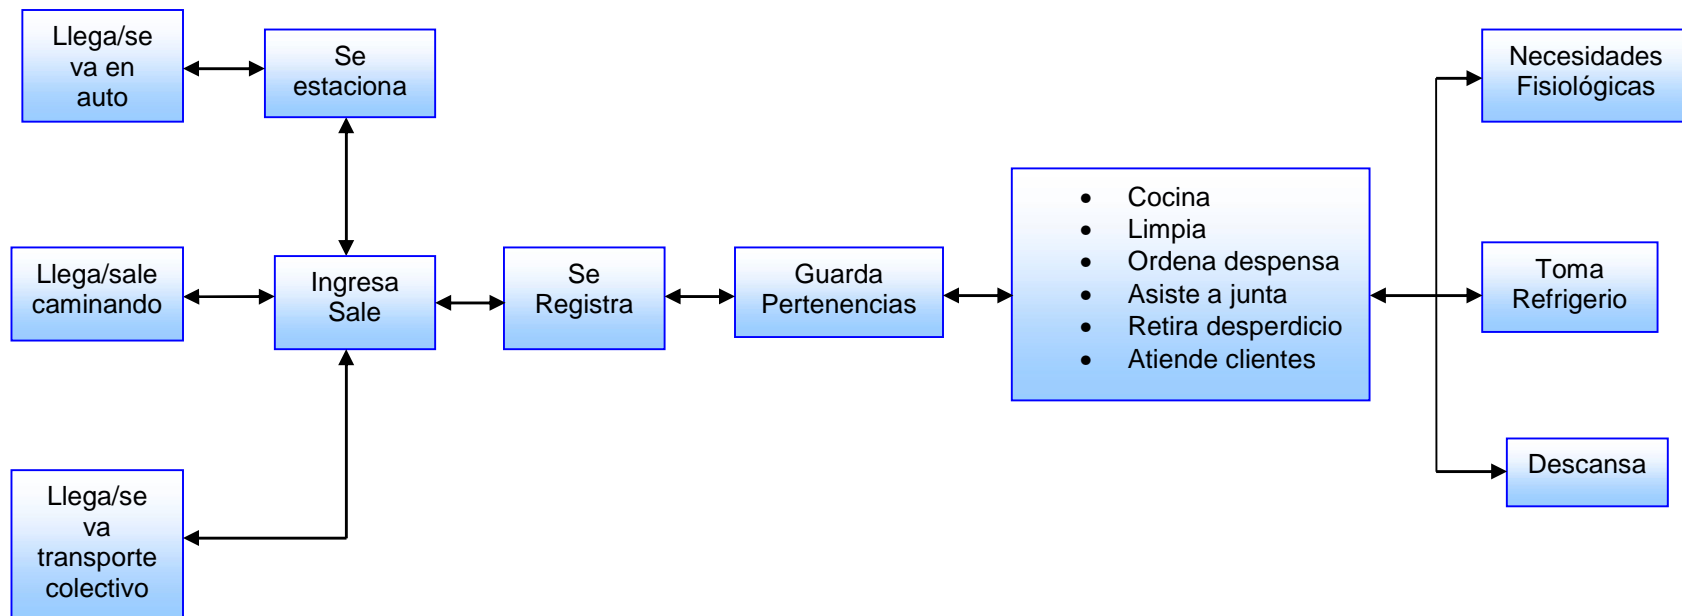 Llega/se
va en
auto
Se
estaciona
Llega/sale
caminando
Ingresa
Sale
Se
Registra
Guarda
Pertenencias
• Cocina
• Limpia
• Ordena despensa
• Asiste a junta
• Retira desperdicio
• Atiende clientes
Necesidades
Fisiológicas
Toma
Refrigerio
Descansa
Llega/se
va
transporte
colectivo